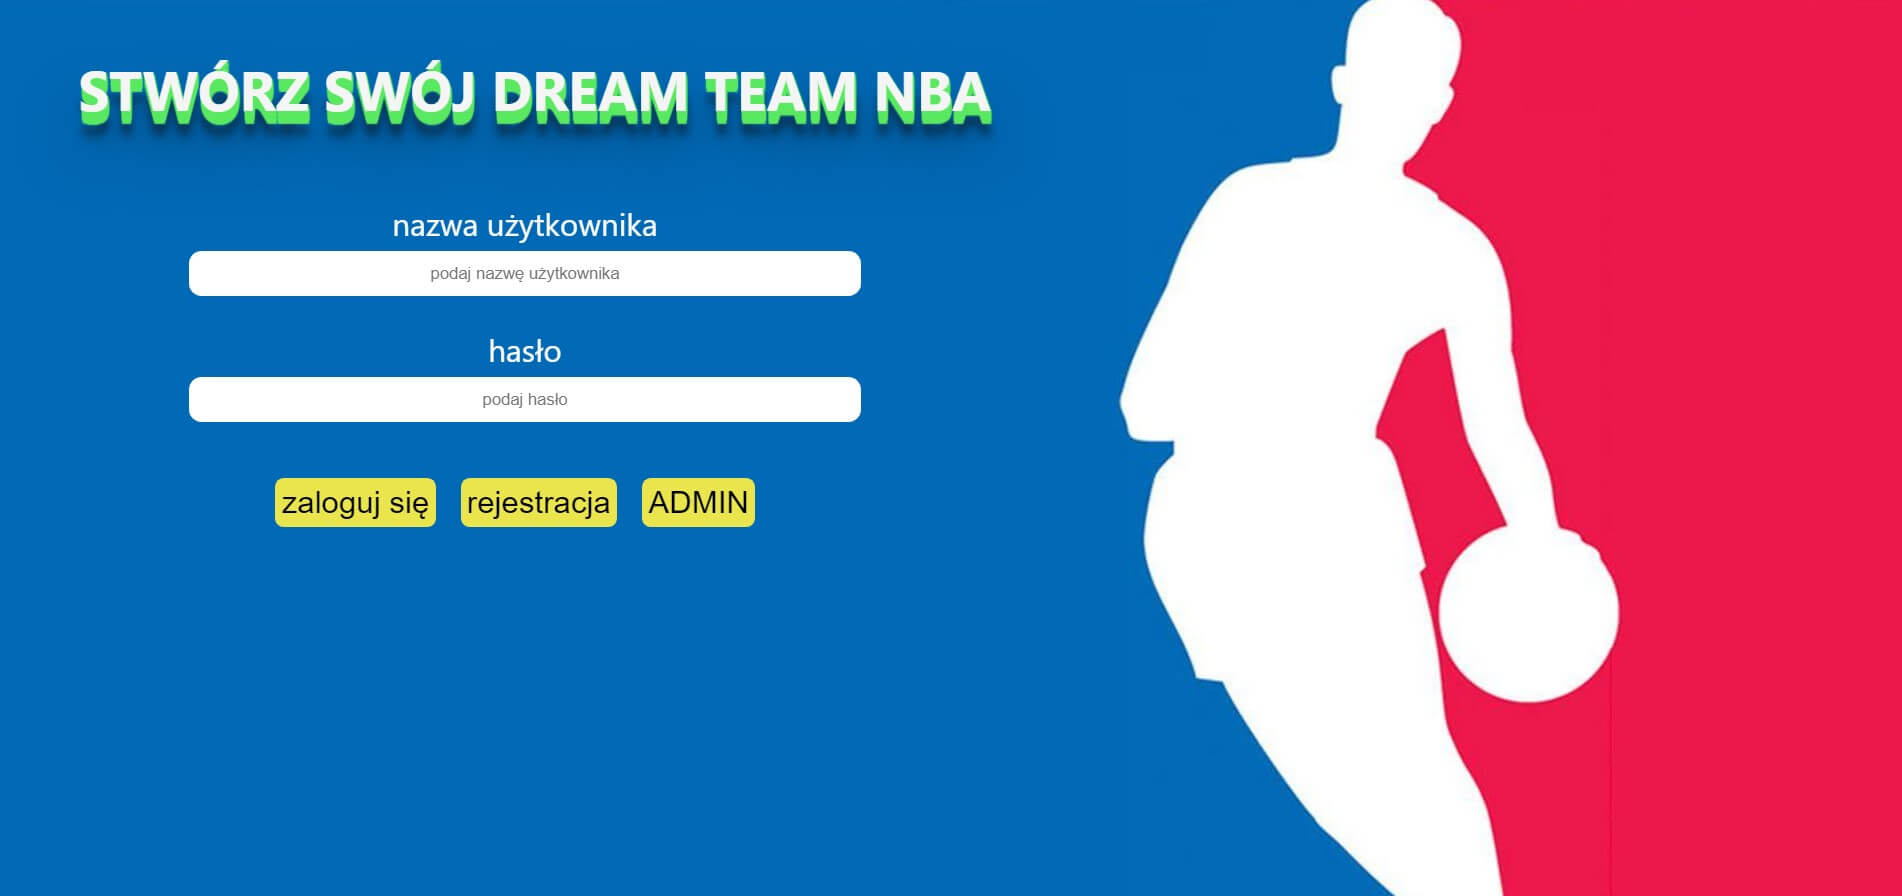 STWÓRZ SWÓJ DREAM TEAM NBA
nazwa użytkownika
podaj nazwę użytkownika
hasło
podaj hasło
zaloguj się rejestracja ADMIN